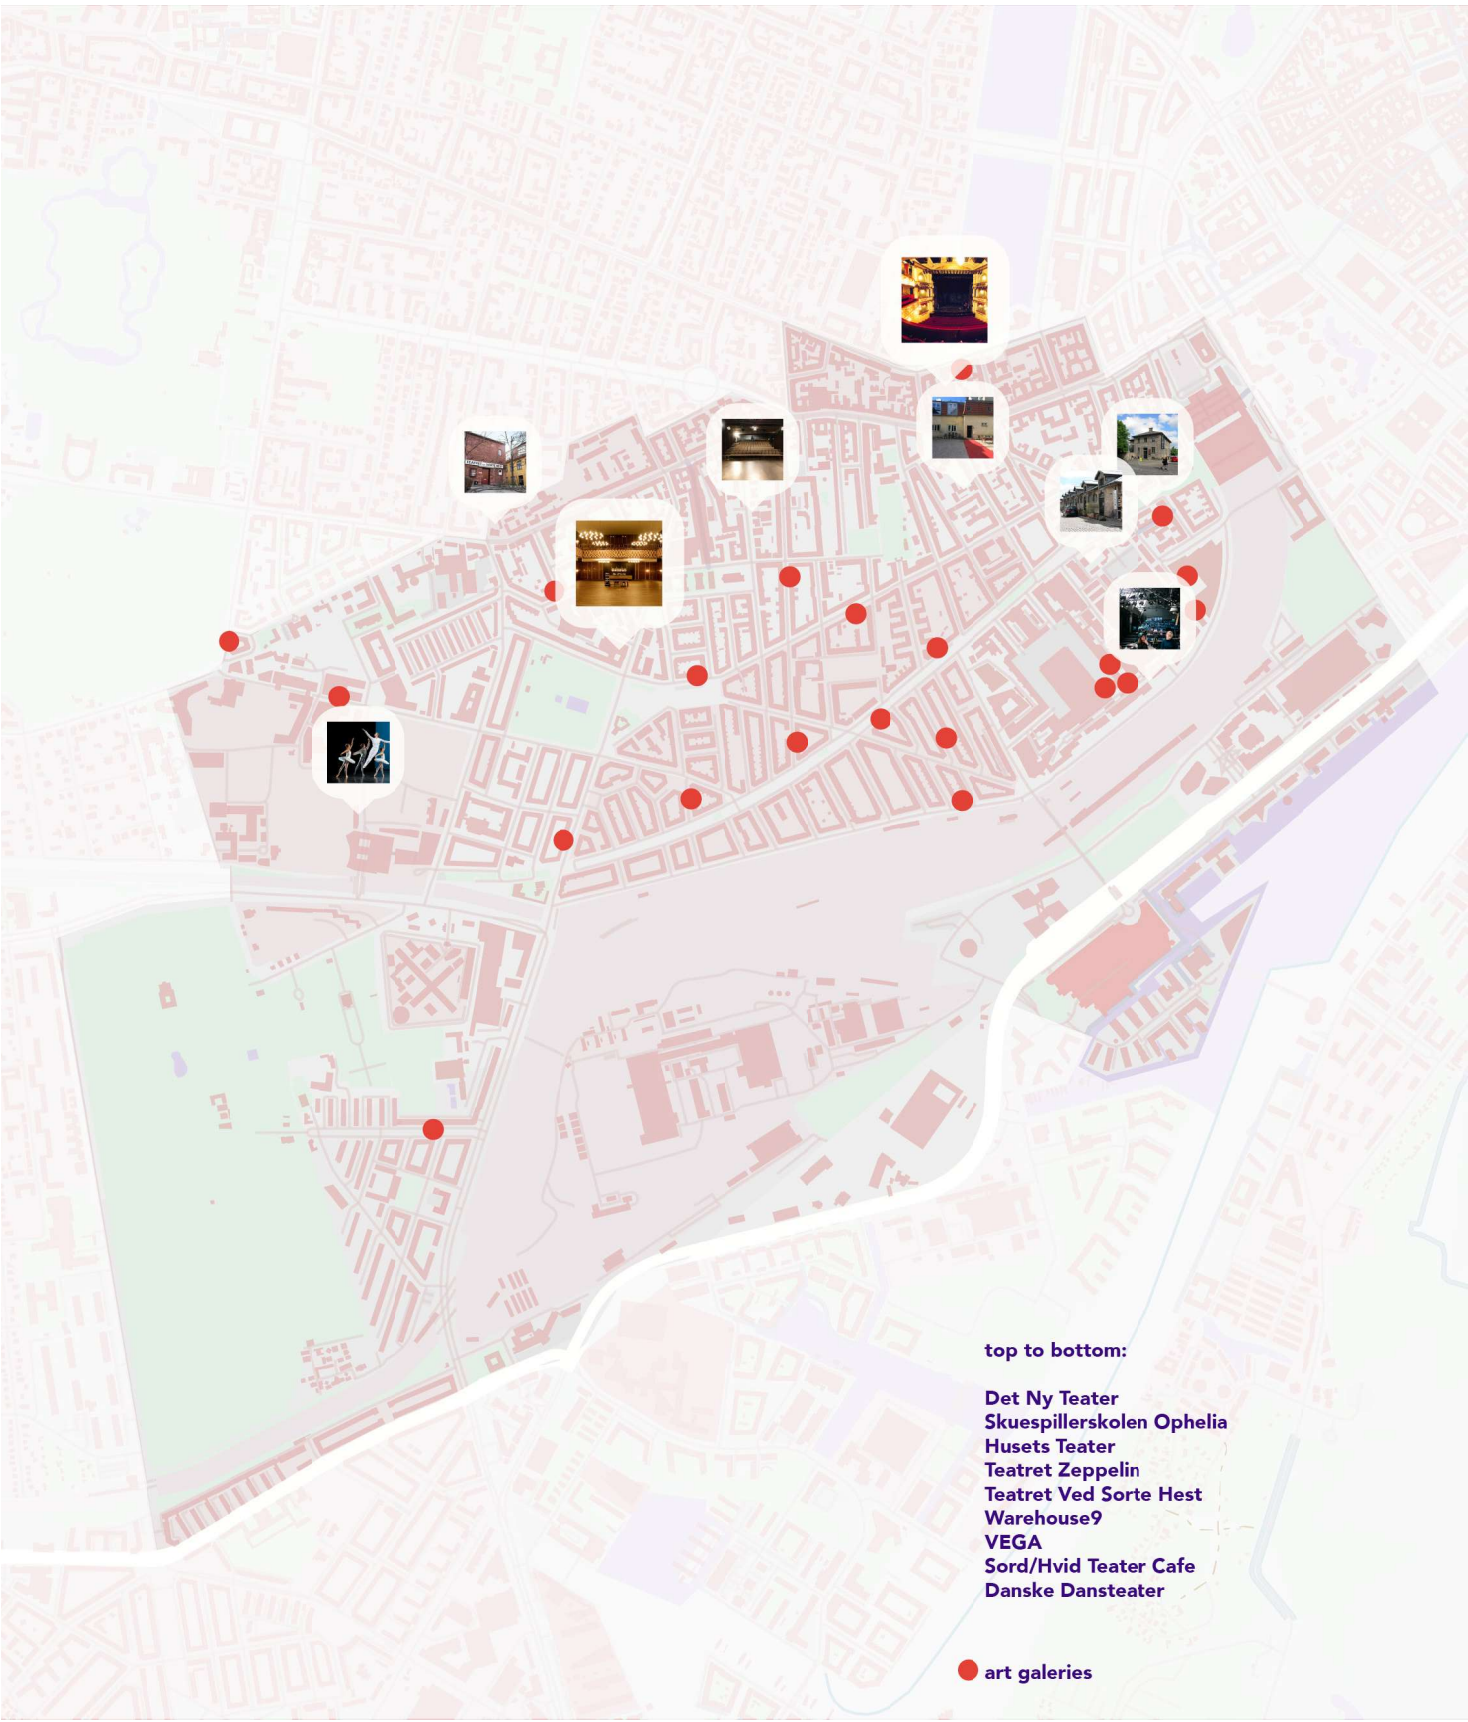 top to bottom:
Det Ny Teater
Skuespillerskolen Ophelia
Husets Teater
Teatret Zeppelin
Teatret Ved Sorte Hest
Warehouse9
VEGA
Sord/Hvid Teater Cafe
Danske Dansteater
art galeries